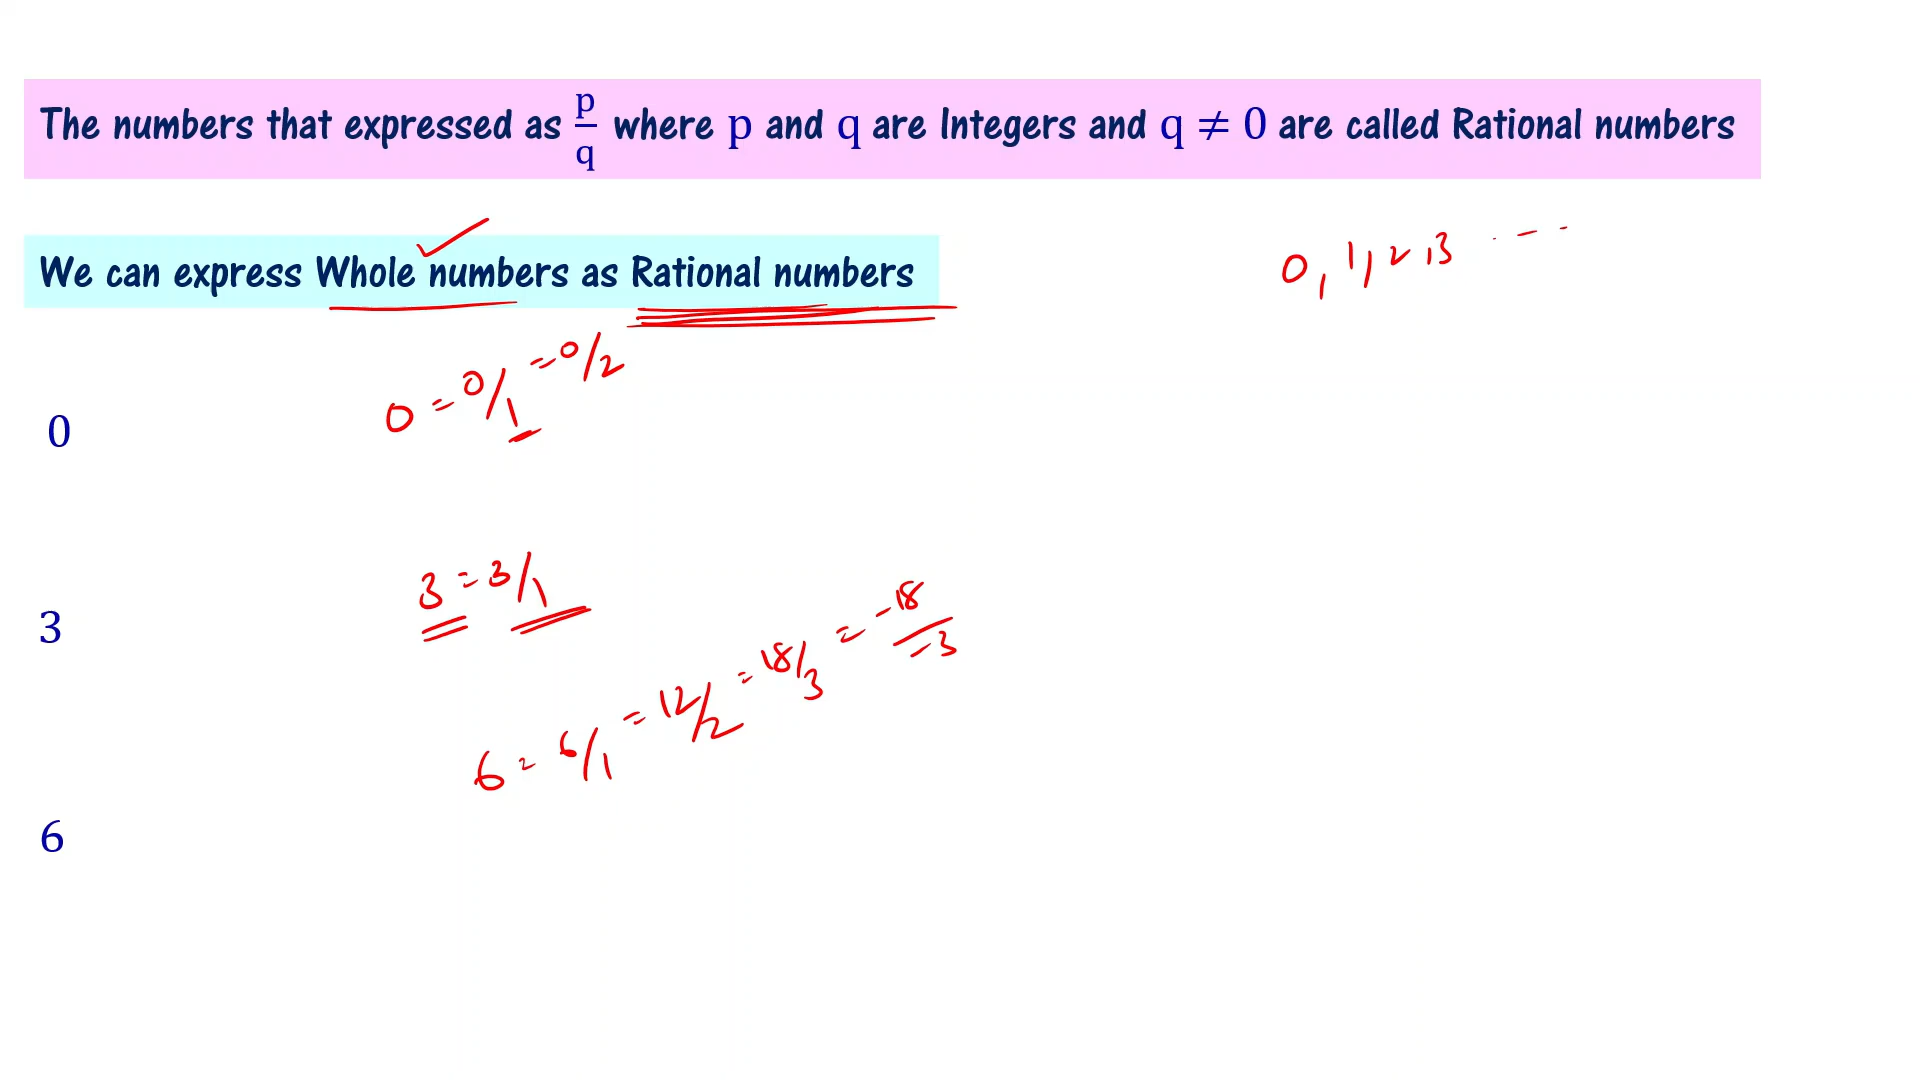 The numbers that expressed as p/q where p and q are Integers and q ≠ 0 are called Rational numbers
We can express Whole numbers as Rational numbers
0, 1, 2, 3 . - - .
0 = 0/1 = 0/2
0
3 = 3/1
3
6 = 6/1 = 12/2 = 18/3 = -18/-3
6